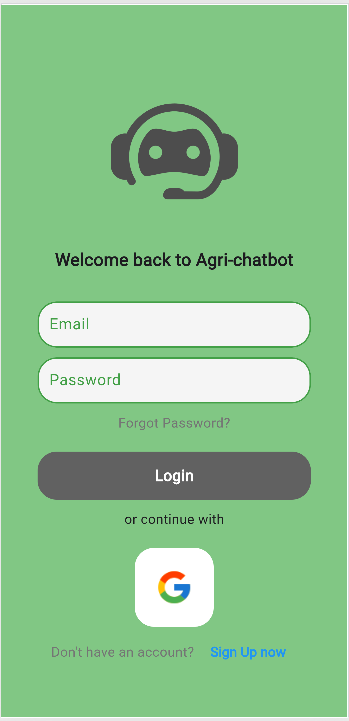 Welcome back to Agri-chatbot
Email
Password
Forgot Password?
Login
or continue with
Don't have an account? Sign Up now